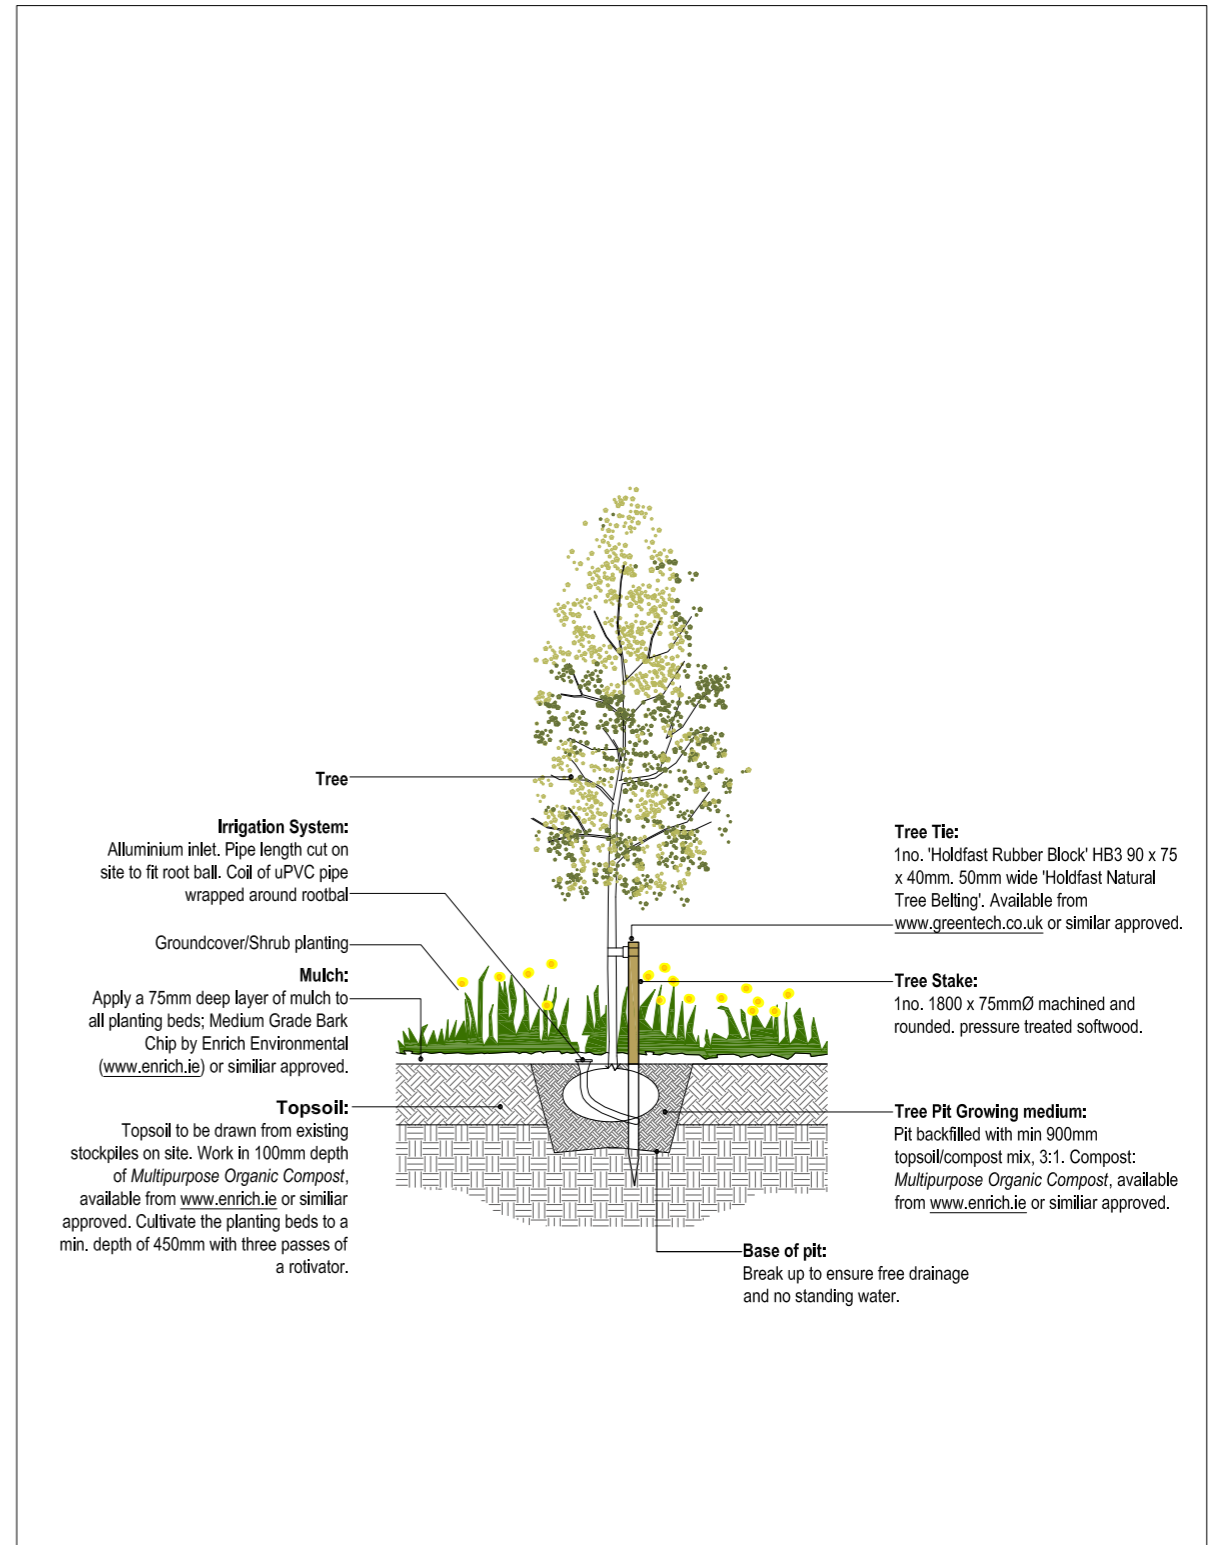 Tree
Irrigation System:
Alluminium inlet. Pipe length cut on
site to fit root ball. Coil of uPVC pipe
wrapped around rootbal
Groundcover/Shrub planting
Mulch:
Apply a 75mm deep layer of mulch to
all planting beds; Medium Grade Bark
Chip by Enrich Environmental
(www.enrich.ie) or similiar approved.
Topsoil:
Topsoil to be drawn from existing
stockpiles on site. Work in 100mm depth
of Multipurpose Organic Compost,
available from www.enrich.ie or similiar
approved. Cultivate the planting beds to a
min. depth of 450mm with three passes of
a rotivator.
Tree Tie:
1no. 'Holdfast Rubber Block' HB3 90 x 75
x 40mm. 50mm wide 'Holdfast Natural
Tree Belting'. Available from
www.greentech.co.uk or similar approved.
Tree Stake:
1no. 1800 x 75mmØ machined and
rounded. pressure treated softwood.
Tree Pit Growing medium:
Pit backfilled with min 900mm
topsoil/compost mix, 3:1. Compost:
Multipurpose Organic Compost, available
from www.enrich.ie or similiar approved.
Base of pit:
Break up to ensure free drainage
and no standing water.